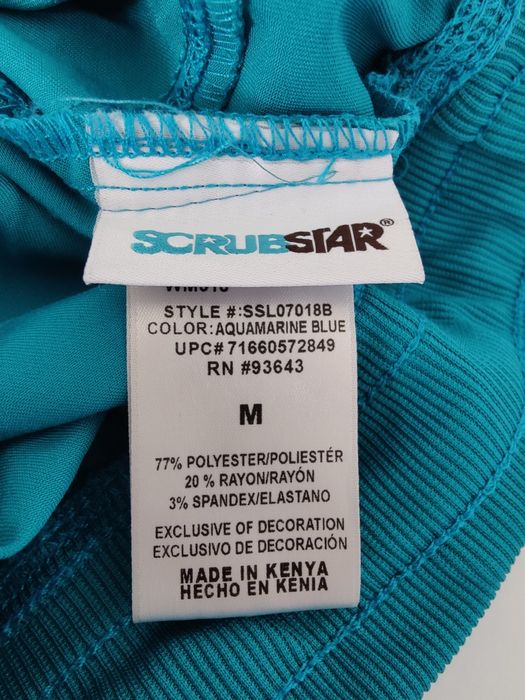 SCRUBSTAR®
STYLE #:SSL07018B
COLOR: AQUAMARINE BLUE
UPC# 71660572849
RN #93643
M
77% POLYESTER/POLIESTÉR
20 % RAYON/RAYÓN
3% SPANDEX/ELASTANO
EXCLUSIVE OF DECORATION
EXCLUSIVO DE DECORACIÓN
MADE IN KENYA
HECHO EN KENIA